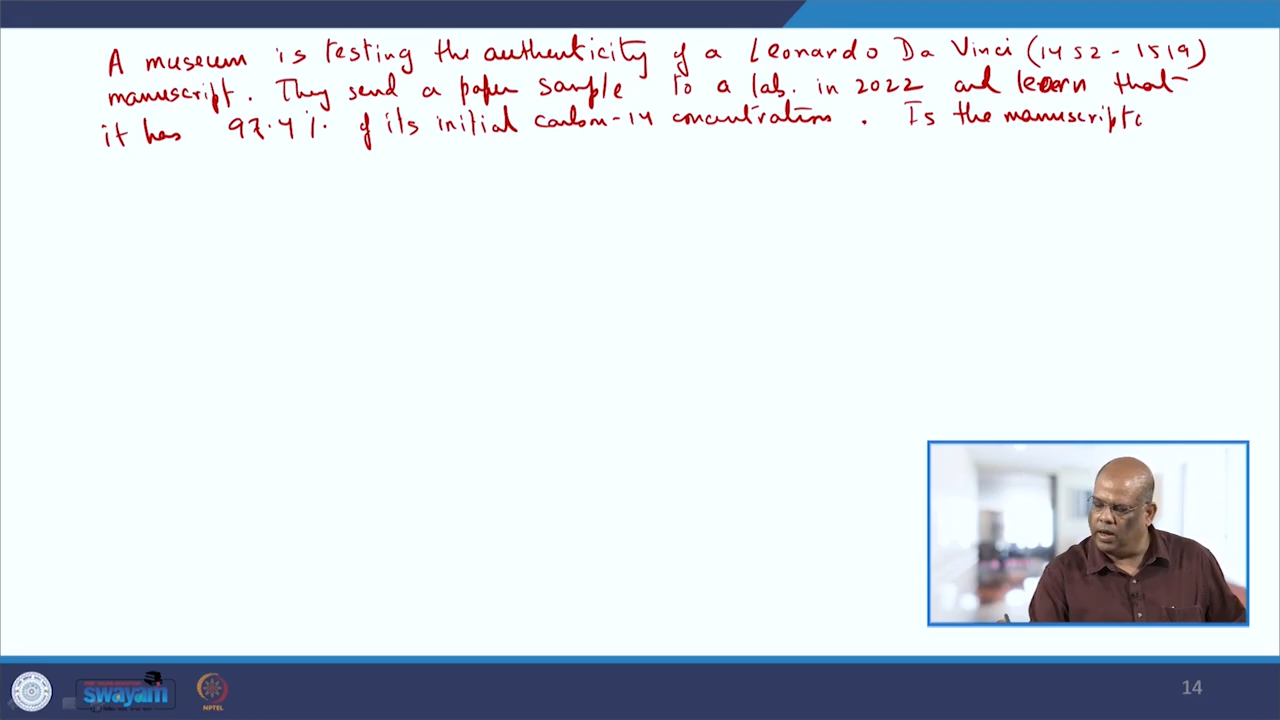 A museum is testing the authenticity of a Leonardo Da Vinci (1452 - 1519)
manuscript. They send a paper sample to a lab. in 2022 and learn that
it has 97.4%. of its initial carbon-14 concentration. Is the manuscript
swayam
NPTEL
14